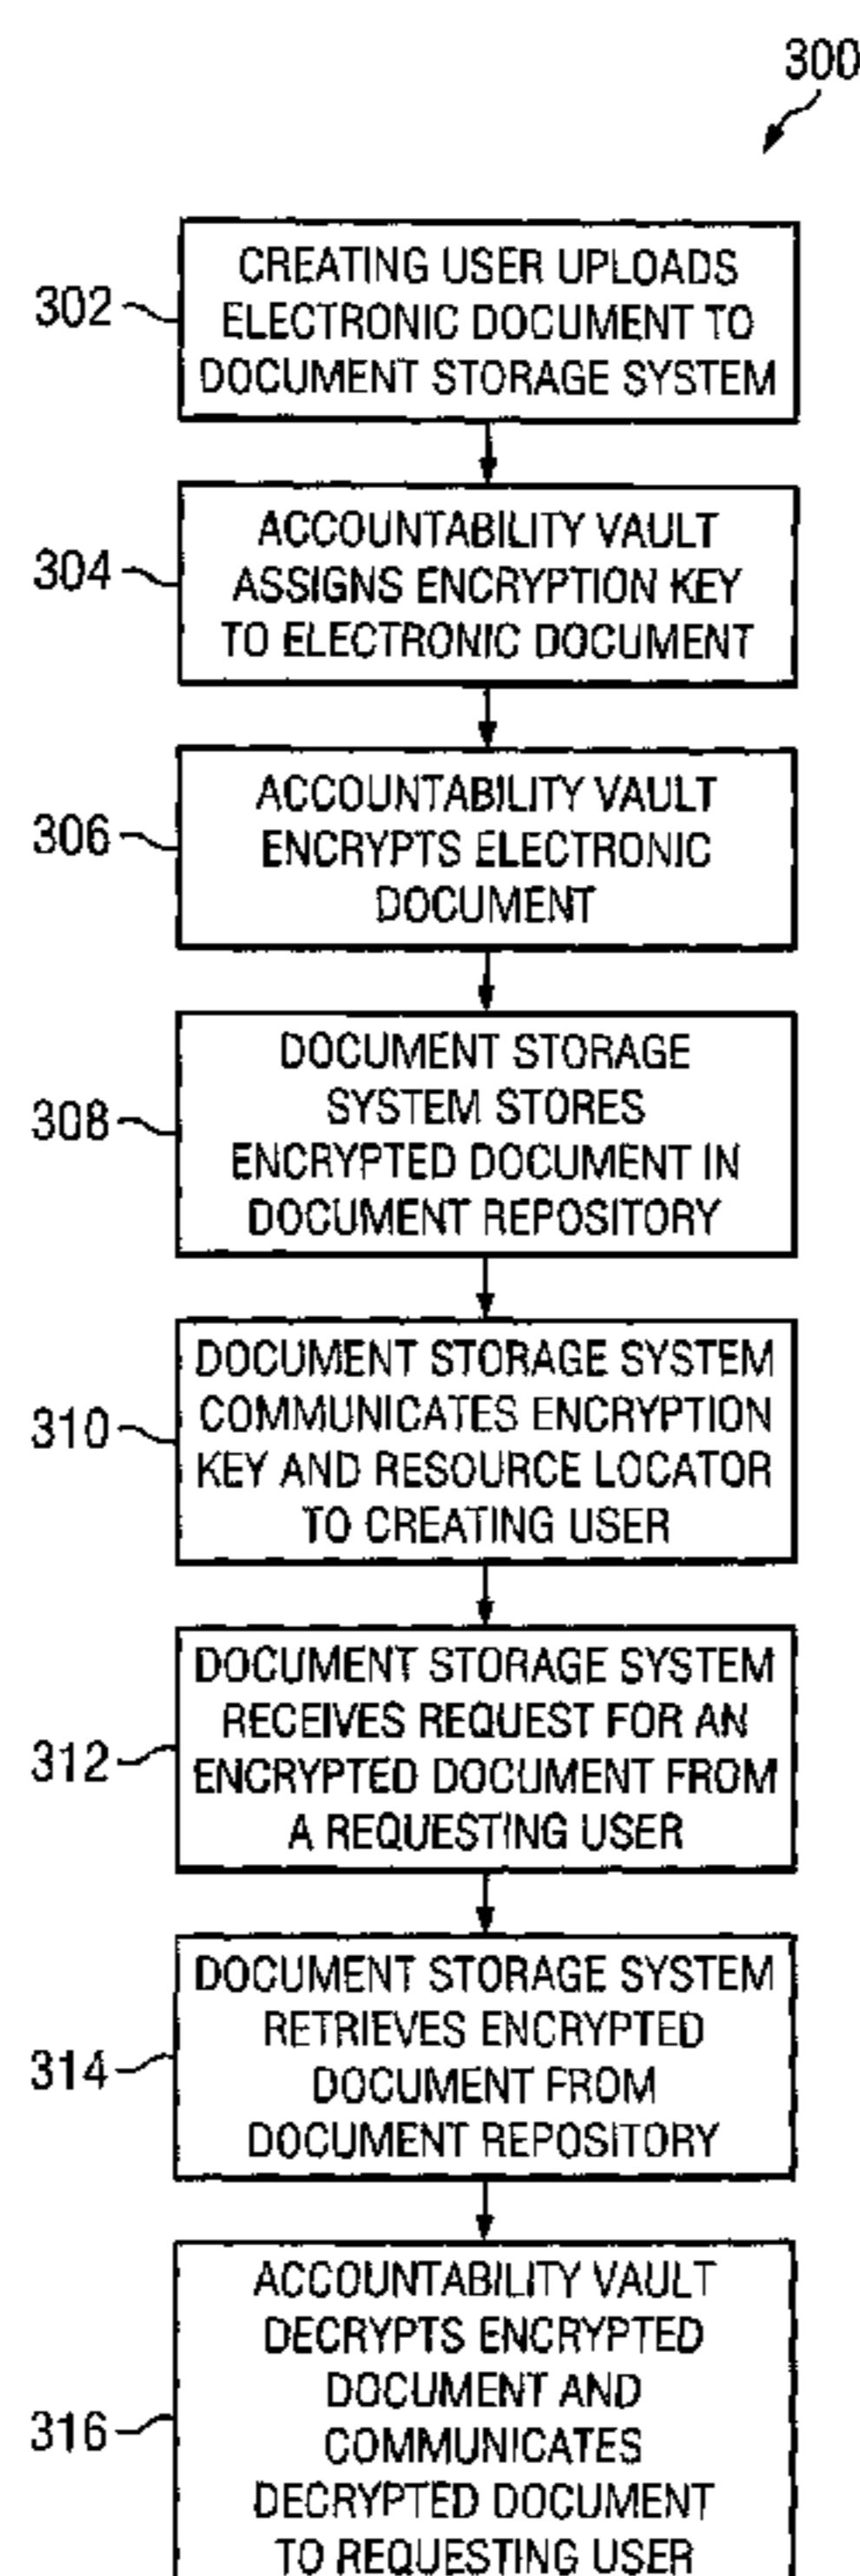 300
302
CREATING USER UPLOADS
ELECTRONIC DOCUMENT TO
DOCUMENT STORAGE SYSTEM
304
ACCOUNTABILITY VAULT
ASSIGNS ENCRYPTION KEY
TO ELECTRONIC DOCUMENT
306
ACCOUNTABILITY VAULT
ENCRYPTS ELECTRONIC
DOCUMENT
308
DOCUMENT STORAGE
SYSTEM STORES
ENCRYPTED DOCUMENT IN
DOCUMENT REPOSITORY
310
DOCUMENT STORAGE SYSTEM
COMMUNICATES ENCRYPTION
KEY AND RESOURCE LOCATOR
TO CREATING USER
312
DOCUMENT STORAGE SYSTEM
RECEIVES REQUEST FOR AN
ENCRYPTED DOCUMENT FROM
A REQUESTING USER
314
DOCUMENT STORAGE SYSTEM
RETRIEVES ENCRYPTED
DOCUMENT FROM
DOCUMENT REPOSITORY
316
ACCOUNTABILITY VAULT
DECRYPTS ENCRYPTED
DOCUMENT AND
COMMUNICATES
DECRYPTED DOCUMENT
TO REQUESTING USER